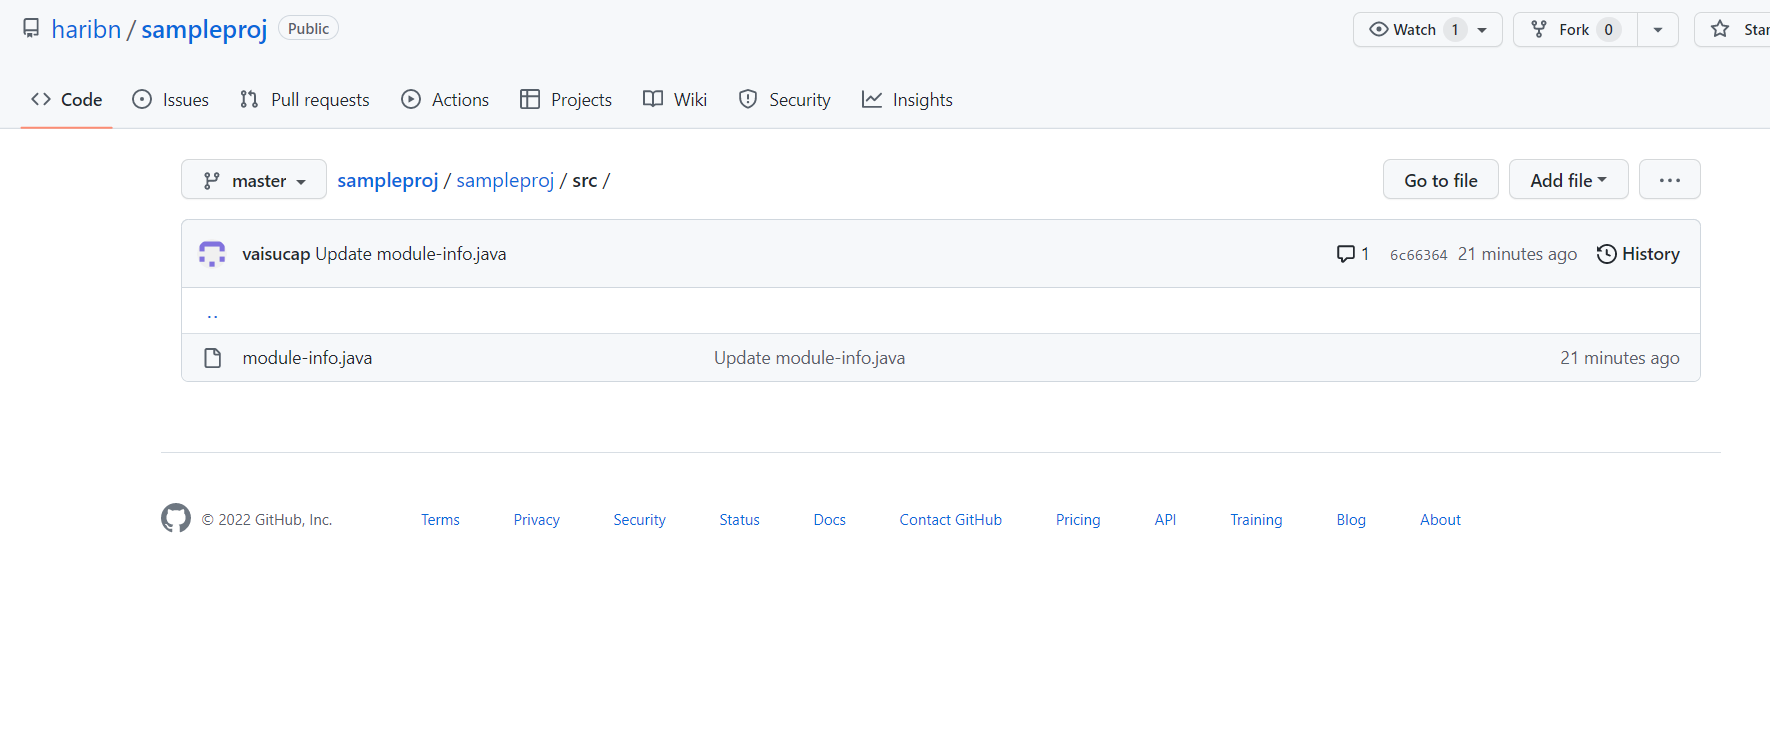 haribn / sampleproj Public Watch 1 Fork 0 Star
Code Issues Pull requests Actions Projects Wiki Security Insights
master sampleproj / sampleproj / src / Go to file Add file ...
vaisucap Update module-info.java 1 6c66364 21 minutes ago History
..
module-info.java Update module-info.java 21 minutes ago
© 2022 GitHub, Inc. Terms Privacy Security Status Docs Contact GitHub Pricing API Training Blog About